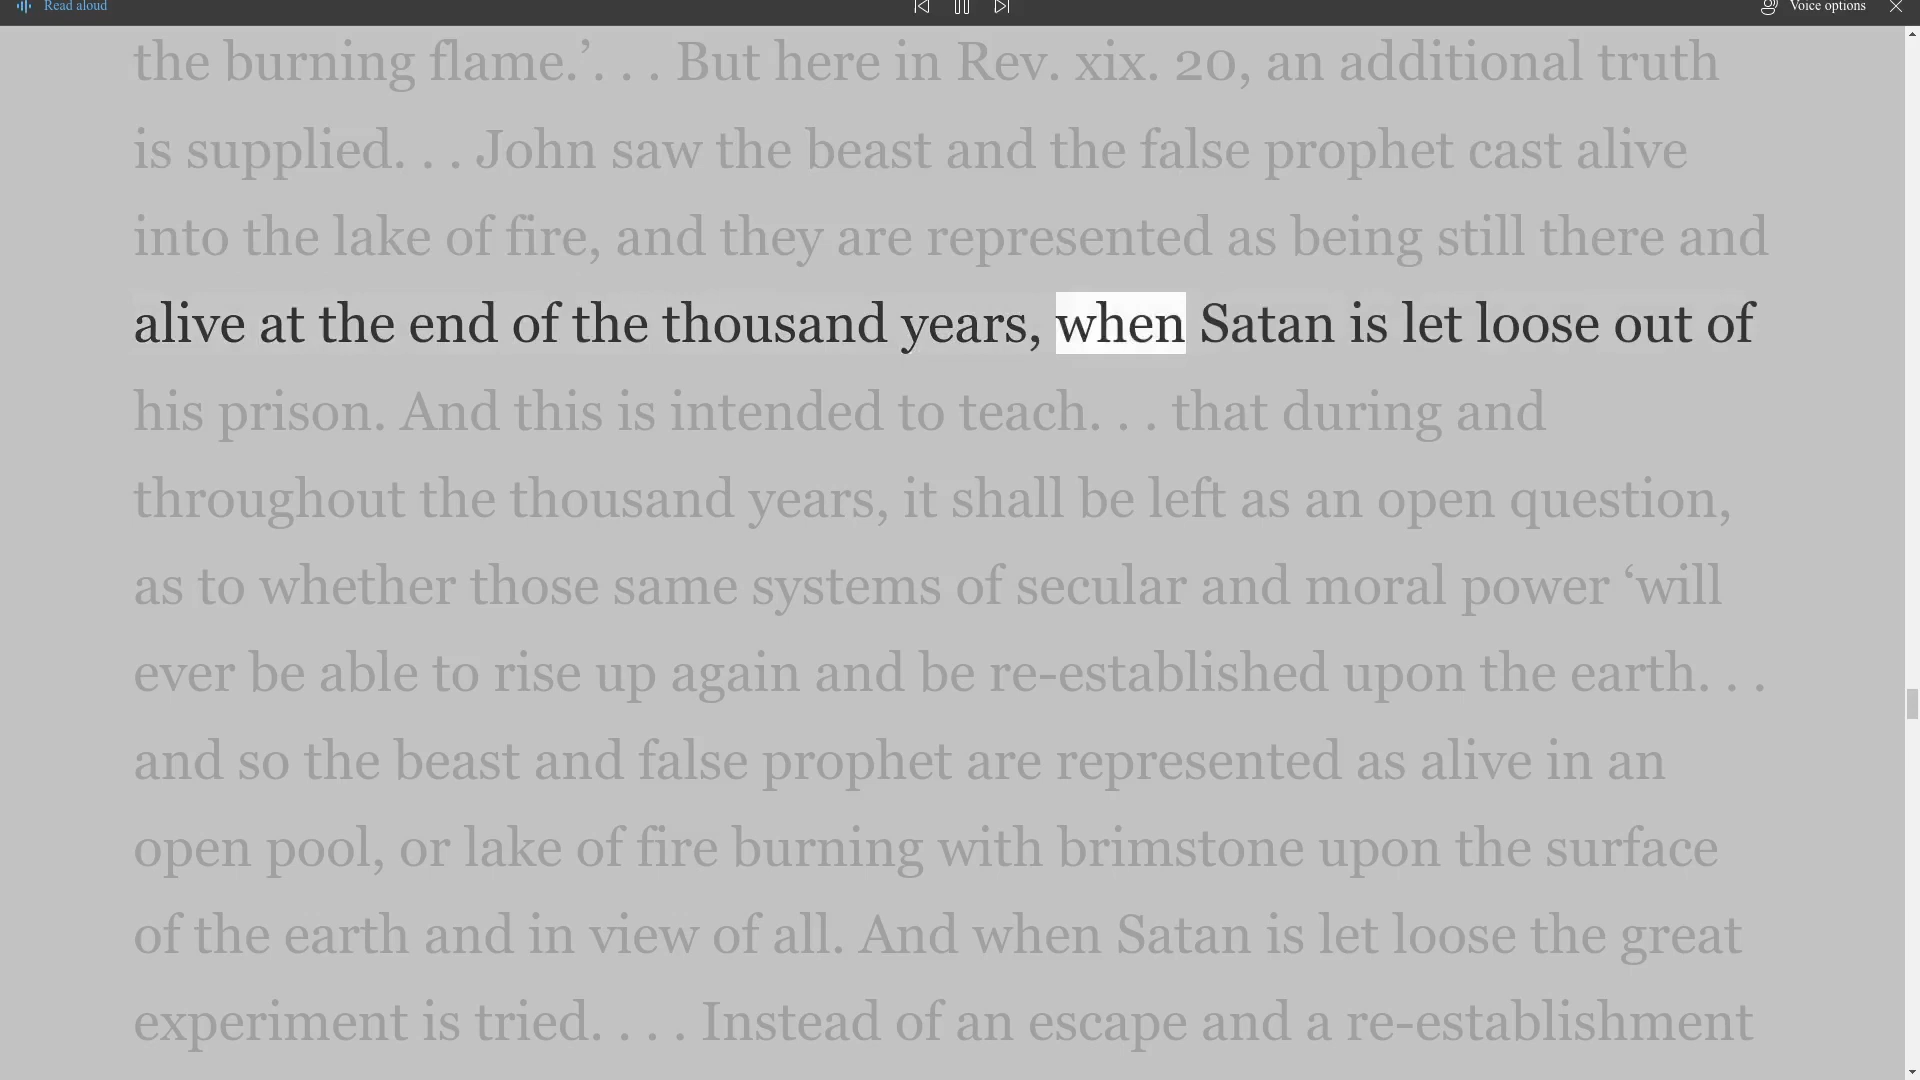 Read aloud
Voice options
the burning flame.’. . . But here in Rev. xix. 20, an additional truth
is supplied. . . John saw the beast and the false prophet cast alive
into the lake of fire, and they are represented as being still there and
alive at the end of the thousand years, when Satan is let loose out of
his prison. And this is intended to teach. . . that during and
throughout the thousand years, it shall be left as an open question,
as to whether those same systems of secular and moral power ‘will
ever be able to rise up again and be re-established upon the earth. . .
and so the beast and false prophet are represented as alive in an
open pool, or lake of fire burning with brimstone upon the surface
of the earth and in view of all. And when Satan is let loose the great
experiment is tried. . . . Instead of an escape and a re-establishment